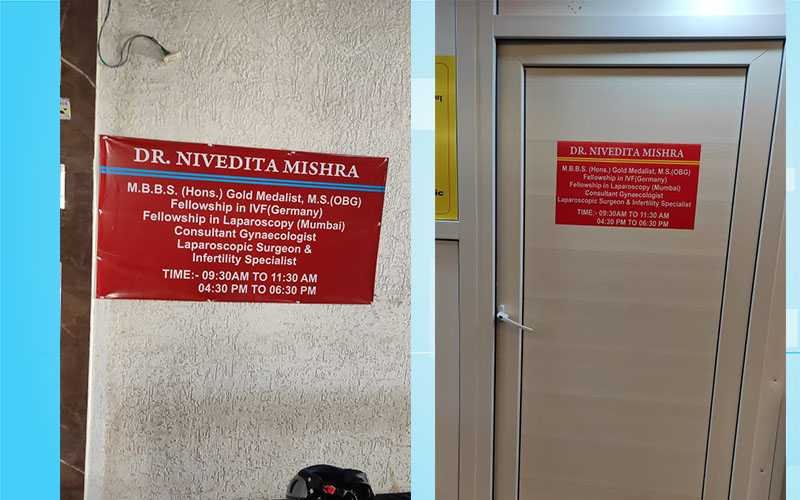 DR. NIVEDITA MISHRA
M.B.B.S. (Hons.) Gold Medalist, M.S.(OBG)
Fellowship in IVF(Germany)
Fellowship in Laparoscopy (Mumbai)
Consultant Gynaecologist
Laparoscopic Surgeon &
Infertility Specialist
TIME:- 09:30AM TO 11:30 AM
04:30 PM TO 06:30 PM
DR. NIVEDITA MISHRA
M.B.B.S. (Hons.) Gold Medalist, M.S.(OBG)
Fellowship in IVF(Germany)
Fellowship in Laparoscopy (Mumbai)
Consultant Gynaecologist
Laparoscopic Surgeon & Infertility Specialist
TIME:- 09:30AM TO 11:30 AM
04:30 PM TO 06:30 PM